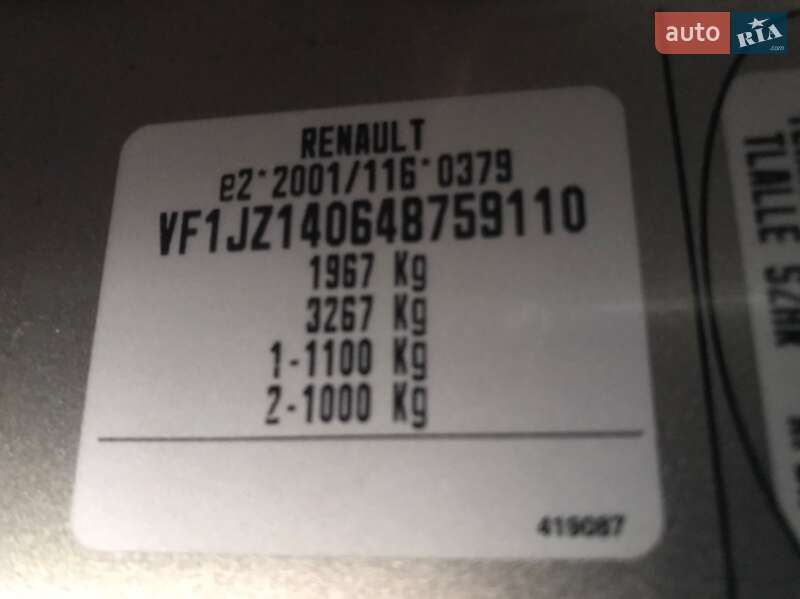 auto RIA
.com
RENAULT
e2*2001/116*0379
VF1JZ140648759110
1967 Kg
3267 Kg
1-1100 Kg
2-1000 Kg
419087